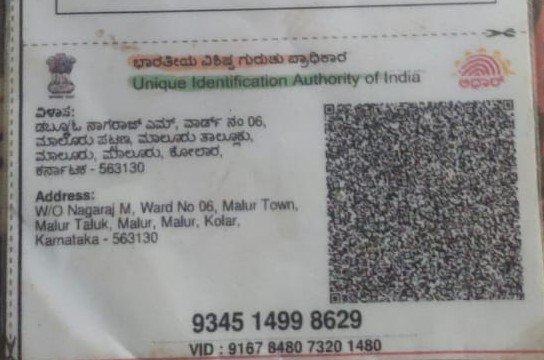 ಭಾರತೀಯ ವಿಶಿಷ್ಟ ಗುರುತು ಪ್ರಾಧಿಕಾರ
Unique Identification Authority of India
ಆಧಾರ್
ವಿಳಾಸ:
ಡಬ್ಲ್ಯೂ/ಓ ನಾಗರಾಜ್ ಎಮ್, ವಾರ್ಡ್ ನಂ 06,
ಮಾಲೂರು ಪಟ್ಟಣ, ಮಾಲೂರು ತಾಲ್ಲೂಕು,
ಮಾಲೂರು, ಮಾಲೂರು, ಕೋಲಾರ,
ಕರ್ನಾಟಕ - 563130
Address:
W/O Nagaraj M, Ward No 06, Malur Town,
Malur Taluk, Malur, Malur, Kolar,
Karnataka - 563130
9345 1499 8629
VID : 9167 8480 7320 1480